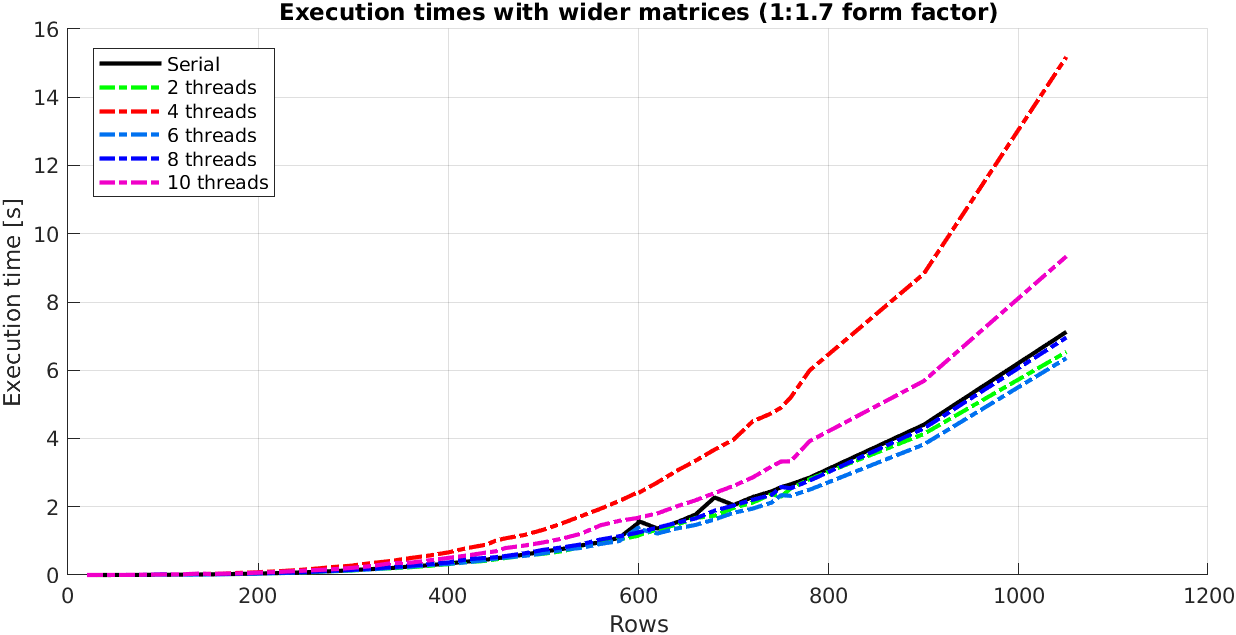 Execution times with wider matrices (1:1.7 form factor)
16
14
12
10
8
6
4
2
0
Execution time [s]
Serial
2 threads
4 threads
6 threads
8 threads
10 threads
0 200 400 600 800 1000 1200
Rows